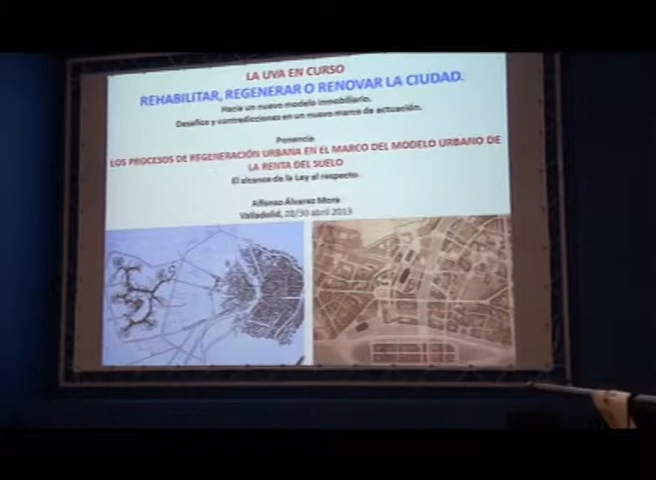 LA UVA EN CURSO
REHABILITAR, REGENERAR O RENOVAR LA CIUDAD.
Hacia un nuevo modelo inmobiliario.
Desafíos y contradicciones en un nuevo marco de actuación.
Ponencia
LOS PROCESOS DE REGENERACIÓN URBANA EN EL MARCO DEL MODELO URBANO DE
LA RENTA DEL SUELO
El alcance de la Ley al respecto.
Alfonso Álvarez Mora
Valladolid, 28/30 abril 2013